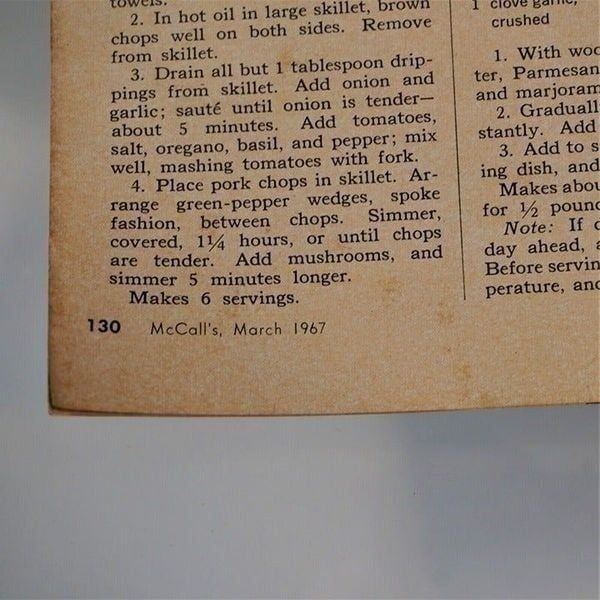 towels.
2. In hot oil in large skillet, brown
chops well on both sides. Remove
from skillet.
3. Drain all but 1 tablespoon drip-
pings from skillet. Add onion and
garlic; sauté until onion is tender—
about 5 minutes. Add tomatoes,
salt, oregano, basil, and pepper; mix
well, mashing tomatoes with fork.
4. Place pork chops in skillet. Ar-
range green-pepper wedges, spoke
fashion, between chops. Simmer,
covered, 1¼ hours, or until chops
are tender. Add mushrooms, and
simmer 5 minutes longer.
Makes 6 servings.
130 McCall's, March 1967
1 clove garlic,
crushed
1. With woo
ter, Parmesan
and marjoram
2. Graduall
stantly. Add
3. Add to s
ing dish, and
Makes abou
for ½ pound
Note: If d
day ahead,
Before servin
perature, and